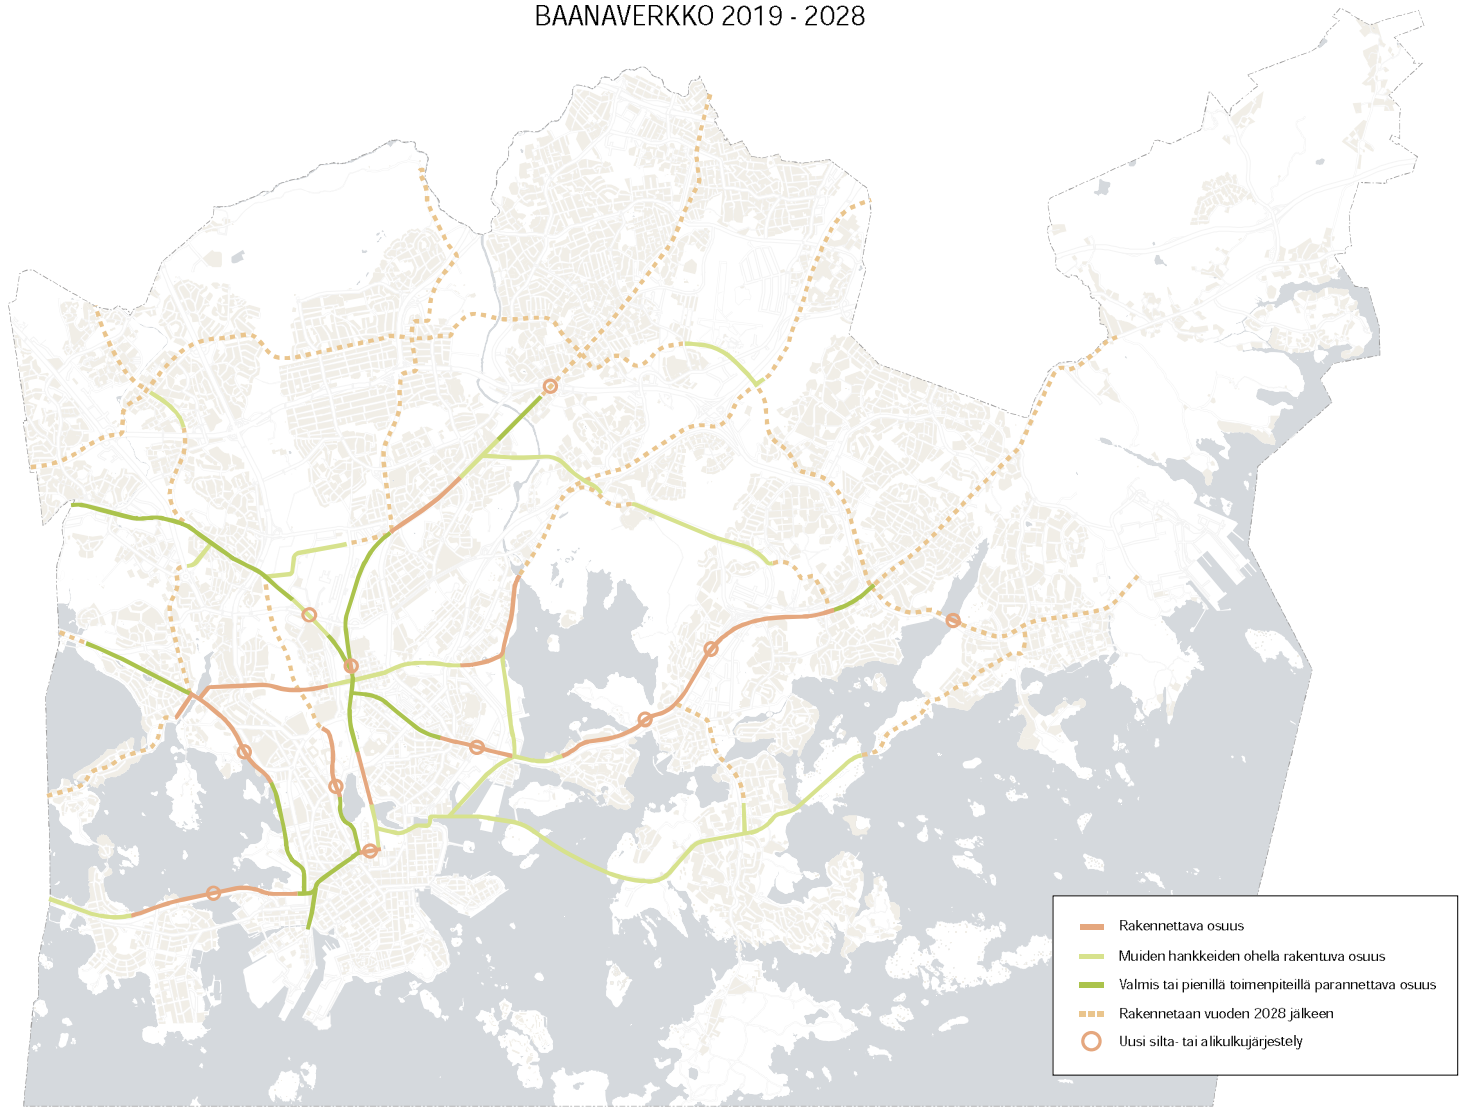 BAANAVERKKO 2019 - 2028
Rakennettava osuus
Muiden hankkeiden ohella rakentuva osuus
Valmis tai pienillä toimenpiteillä parannettava osuus
Rakennetaan vuoden 2028 jälkeen
Uusi silta- tai alikulkujärjestely